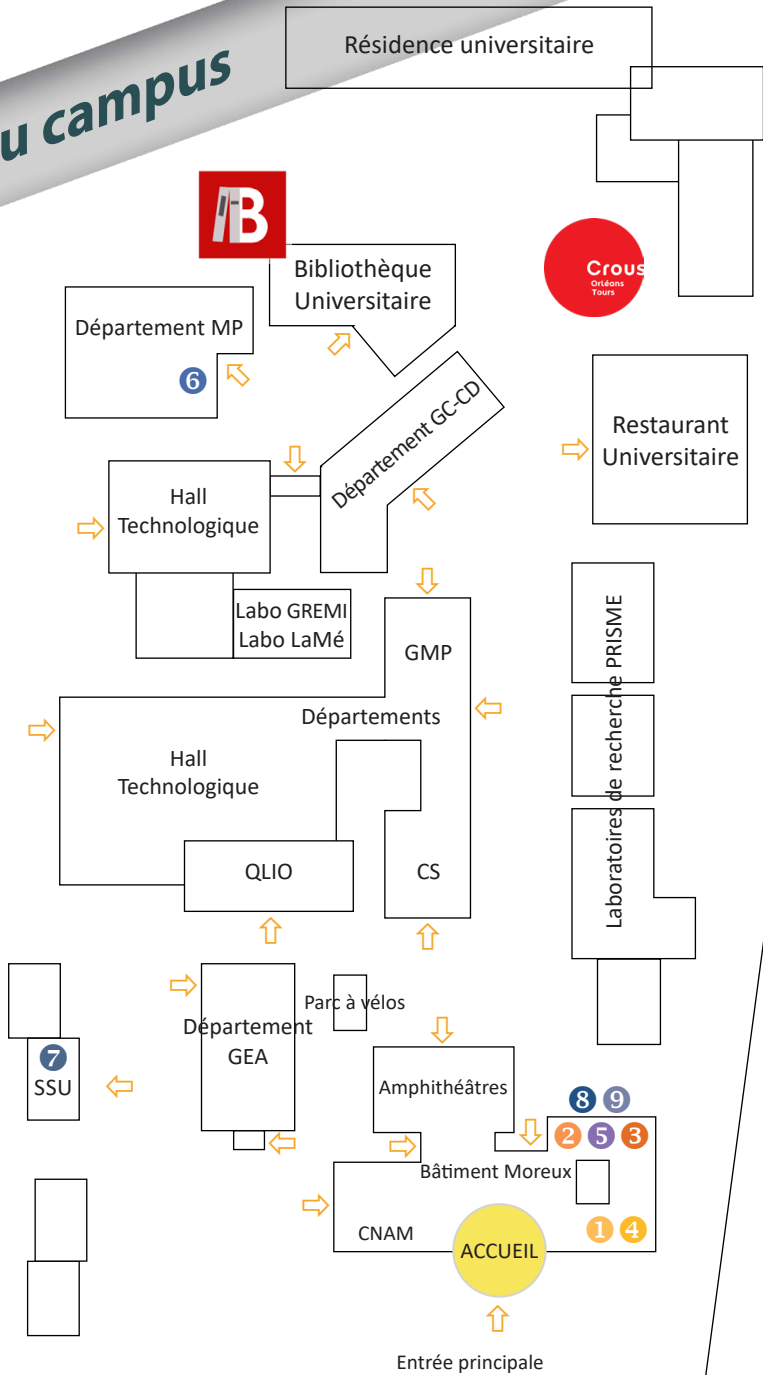 Résidence universitaire
u campus
B
Bibliothèque
Universitaire
Crous
Orléans
Tours
Département MP
6
Département GC-CD
Restaurant
Universitaire
Hall
Technologique
Labo GREMI
Labo LaMé
GMP
Laboratoires de recherche PRISME
Départements
Hall
Technologique
QLIO
CS
Parc à vélos
Département
GEA
7
SSU
Amphithéâtres
8 9
2 5 3
Bâtiment Moreux
1 4
CNAM
ACCUEIL
Entrée principale